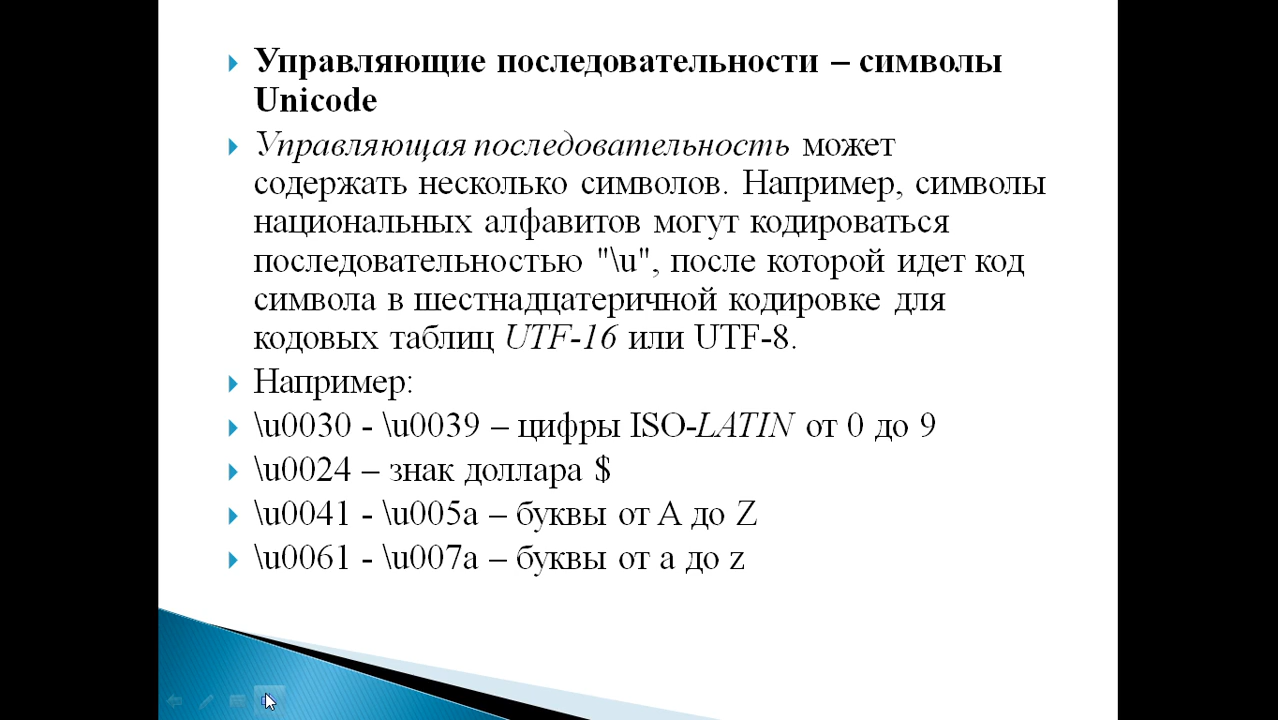 Управляющие последовательности – символы
Unicode
Управляющая последовательность может
содержать несколько символов. Например, символы
национальных алфавитов могут кодироваться
последовательностью "\u", после которой идет код
символа в шестнадцатеричной кодировке для
кодовых таблиц UTF-16 или UTF-8.
Например:
\u0030 - \u0039 – цифры ISO-LATIN от 0 до 9
\u0024 – знак доллара $
\u0041 - \u005a – буквы от A до Z
\u0061 - \u007a – буквы от a до z